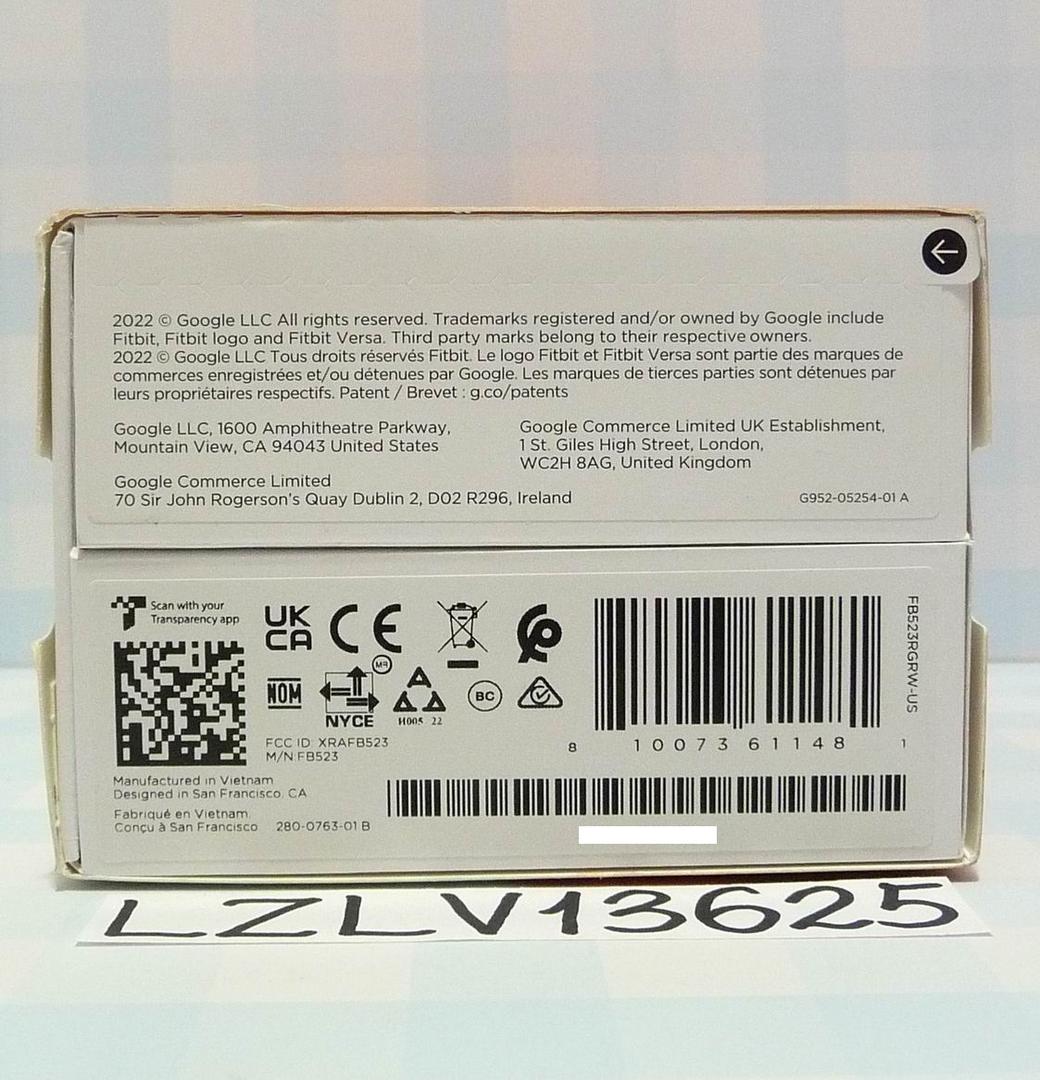 2022 © Google LLC All rights reserved. Trademarks registered and/or owned by Google include
Fitbit, Fitbit logo and Fitbit Versa. Third party marks belong to their respective owners.
2022 © Google LLC Tous droits réservés Fitbit. Le logo Fitbit et Fitbit Versa sont partie des marques de
commerces enregistrées et/ou détenues par Google. Les marques de tierces parties sont détenues par
leurs propriétaires respectifs. Patent / Brevet : g.co/patents
Google LLC, 1600 Amphitheatre Parkway,
Mountain View, CA 94043 United States
Google Commerce Limited UK Establishment,
1 St. Giles High Street, London,
WC2H 8AG, United Kingdom
Google Commerce Limited
70 Sir John Rogerson's Quay Dublin 2, D02 R296, Ireland
G952-05254-01 A
Scan with your
Transparency app
UK
CA
CE
NOM
MR
NYCE
H005 22
BC
FCC ID: XRAFB523
M/N:FB523
FB523RGRW-US
8 10073 61148 1
Manufactured in Vietnam
Designed in San Francisco, CA
Fabriqué en Vietnam.
Conçu à San Francisco 280-0763-01 B
LZLV13625